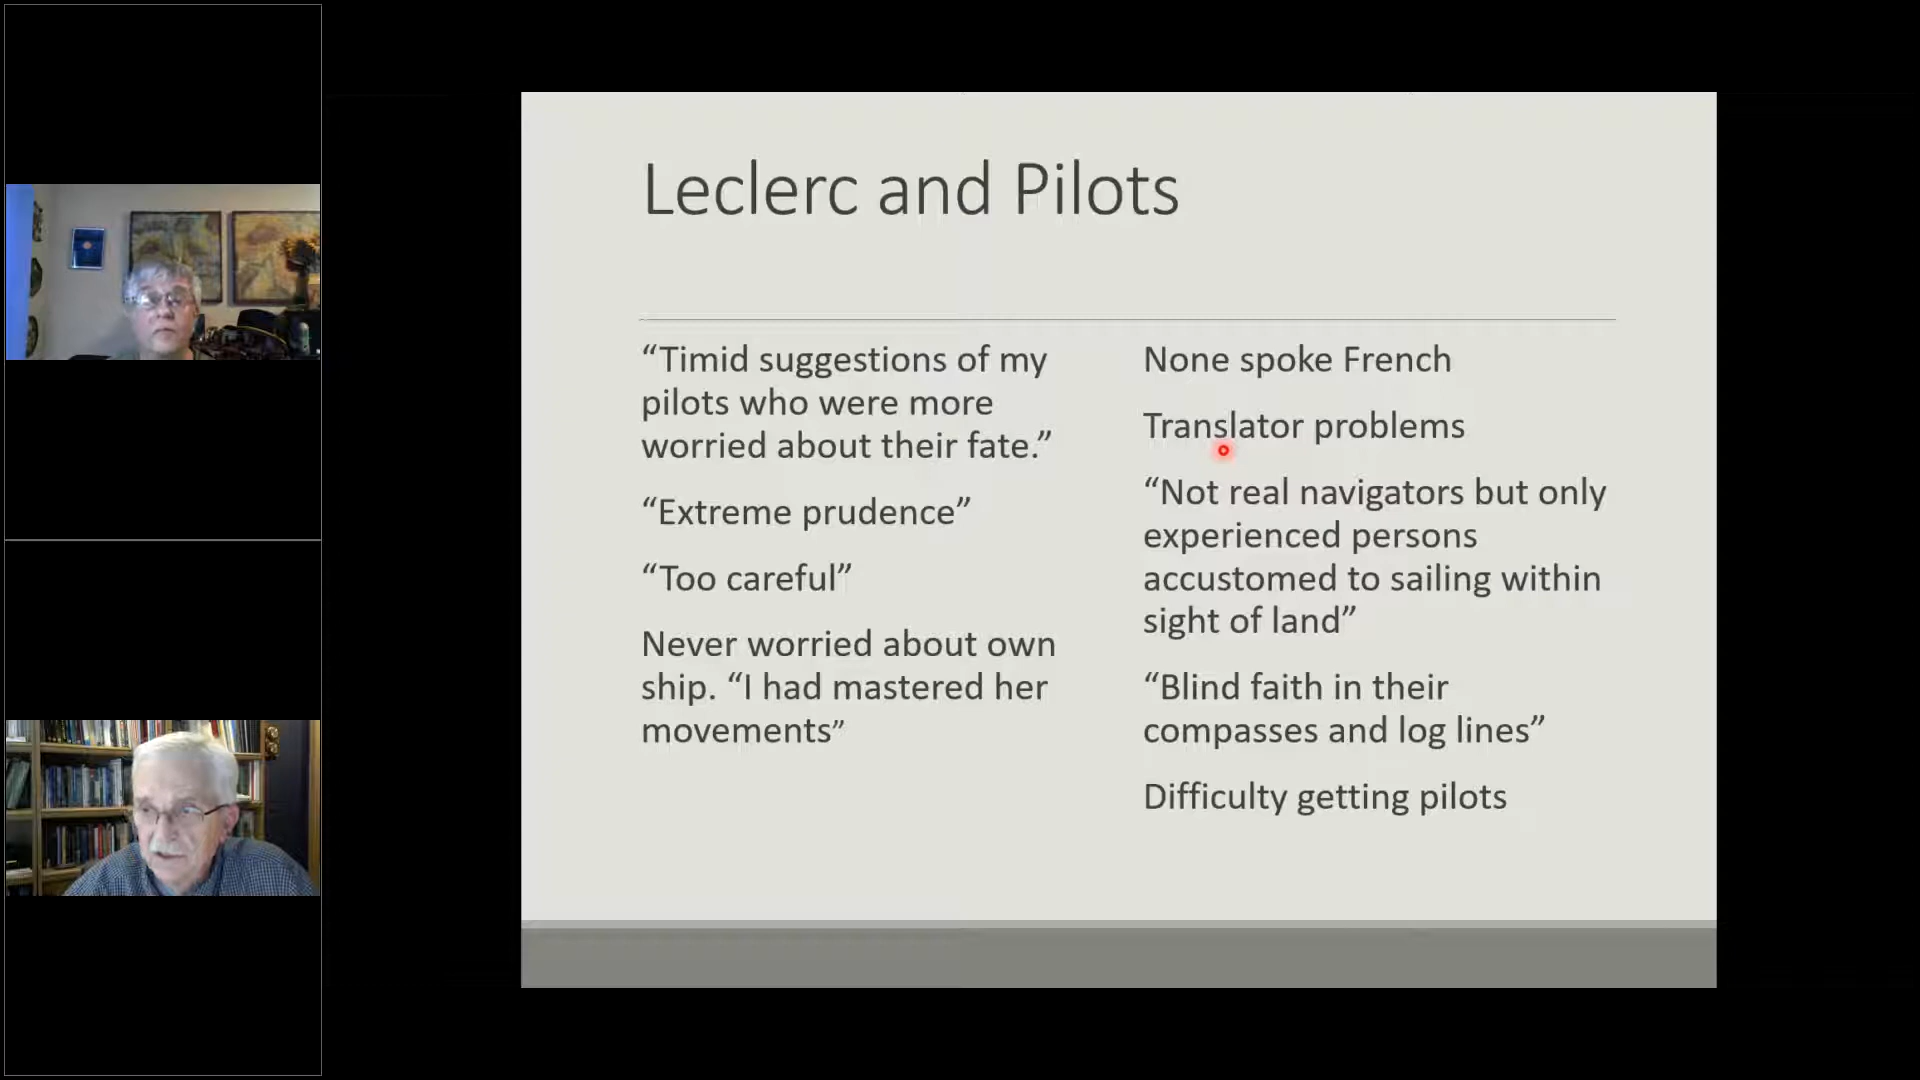 Leclerc and Pilots
“Timid suggestions of my
pilots who were more
worried about their fate.”
“Extreme prudence”
“Too careful”
Never worried about own
ship. “I had mastered her
movements”
None spoke French
Translator problems
“Not real navigators but only
experienced persons
accustomed to sailing within
sight of land”
“Blind faith in their
compasses and log lines”
Difficulty getting pilots